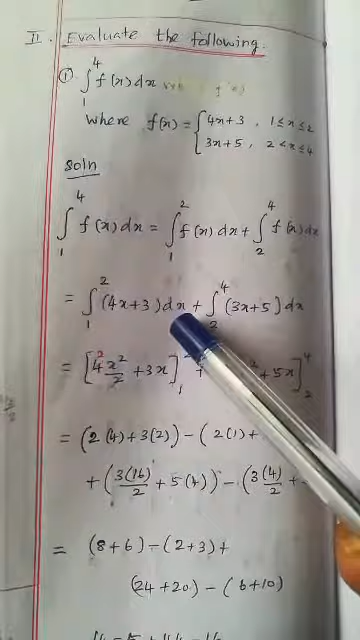 II. Evaluate the following.
① ∫₁⁴ f(x) dx
where f(x) = { 4x+3 , 1 ≤ x ≤ 2
3x+5 , 2 < x ≤ 4
Soln
∫₁⁴ f(x) dx = ∫₁² f(x) dx + ∫₂⁴ f(x) dx
= ∫₁² (4x+3) dx + ∫₂⁴ (3x+5) dx
= [4x²/2 + 3x]₁² + ² + 5x]₂⁴
= (2(4) + 3(2)) - (2(1) +
+ (3(16)/2 + 5(4)) - (3(4)/2 +
= (8+6) - (2+3) +
(24+20) - (6+10)